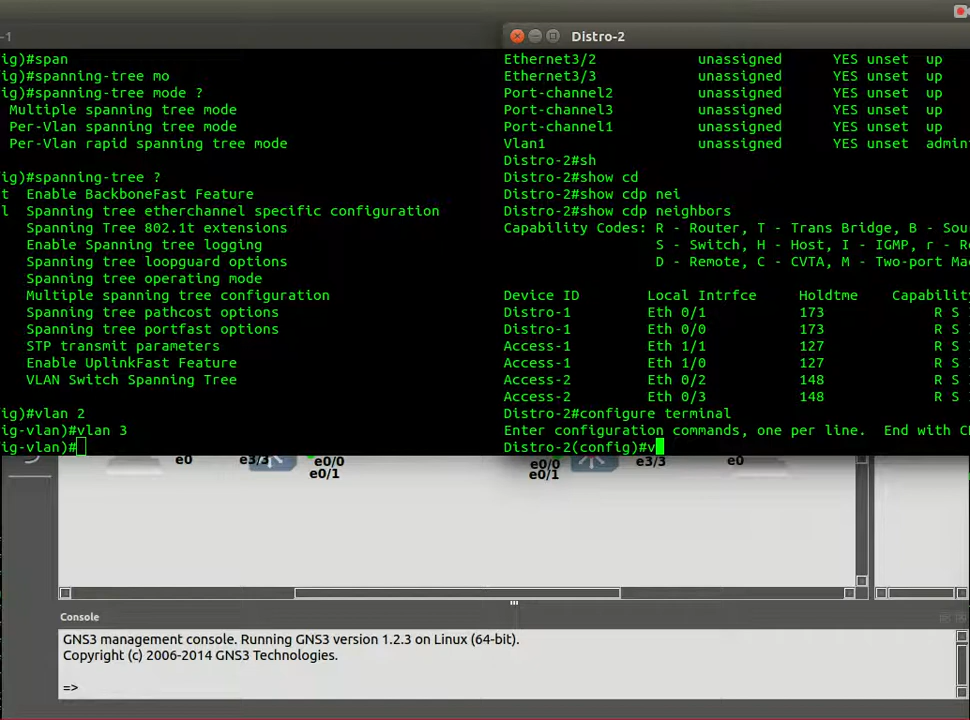 -1
ig)#span
ig)#spanning-tree mo
ig)#spanning-tree mode ?
Multiple spanning tree mode
Per-Vlan spanning tree mode
Per-Vlan rapid spanning tree mode
ig)#spanning-tree ?
t  Enable BackboneFast Feature
l  Spanning tree etherchannel specific configuration
Spanning Tree 802.1t extensions
Enable Spanning tree logging
Spanning tree loopguard options
Spanning tree operating mode
Multiple spanning tree configuration
Spanning tree pathcost options
Spanning tree portfast options
STP transmit parameters
Enable UplinkFast Feature
VLAN Switch Spanning Tree
ig)#vlan 2
ig-vlan)#vlan 3
ig-vlan)#
Distro-2
Ethernet3/2 unassigned YES unset up
Ethernet3/3 unassigned YES unset up
Port-channel2 unassigned YES unset up
Port-channel3 unassigned YES unset up
Port-channel1 unassigned YES unset up
Vlan1 unassigned YES unset admin
Distro-2#sh
Distro-2#show cd
Distro-2#show cdp nei
Distro-2#show cdp neighbors
Capability Codes: R - Router, T - Trans Bridge, B - Sou
S - Switch, H - Host, I - IGMP, r - Re
D - Remote, C - CVTA, M - Two-port Ma
Device ID Local Intrfce Holdtme Capability
Distro-1 Eth 0/1 173 R S
Distro-1 Eth 0/0 173 R S
Access-1 Eth 1/1 127 R S
Access-1 Eth 1/0 127 R S
Access-2 Eth 0/2 148 R S
Access-2 Eth 0/3 148 R S
Distro-2#configure terminal
Enter configuration commands, one per line.  End with C
Distro-2(config)#v
e0 e3/3 e0/0 e0/0 e3/3 e0
e0/1 e0/1
Console
GNS3 management console. Running GNS3 version 1.2.3 on Linux (64-bit).
Copyright (c) 2006-2014 GNS3 Technologies.
=>